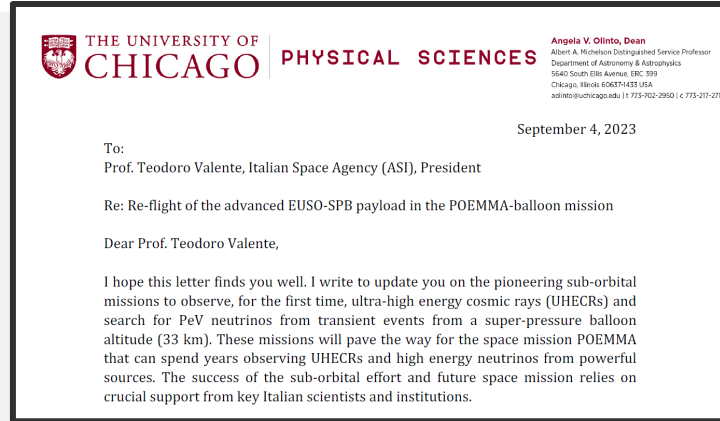 THE UNIVERSITY OF
CHICAGO
PHYSICAL SCIENCES
Angela V. Olinto, Dean
Albert A. Michelson Distinguished Service Professor
Department of Astronomy & Astrophysics
5640 South Ellis Avenue, ERC 399
Chicago, Illinois 60637-1433 USA
aolinto@uchicago.edu | t 773-702-2950 | c 773-217-271
September 4, 2023
To:
Prof. Teodoro Valente, Italian Space Agency (ASI), President
Re: Re-flight of the advanced EUSO-SPB payload in the POEMMA-balloon mission
Dear Prof. Teodoro Valente,
I hope this letter finds you well. I write to update you on the pioneering sub-orbital
missions to observe, for the first time, ultra-high energy cosmic rays (UHECRs) and
search for PeV neutrinos from transient events from a super-pressure balloon
altitude (33 km). These missions will pave the way for the space mission POEMMA
that can spend years observing UHECRs and high energy neutrinos from powerful
sources. The success of the sub-orbital effort and future space mission relies on
crucial support from key Italian scientists and institutions.